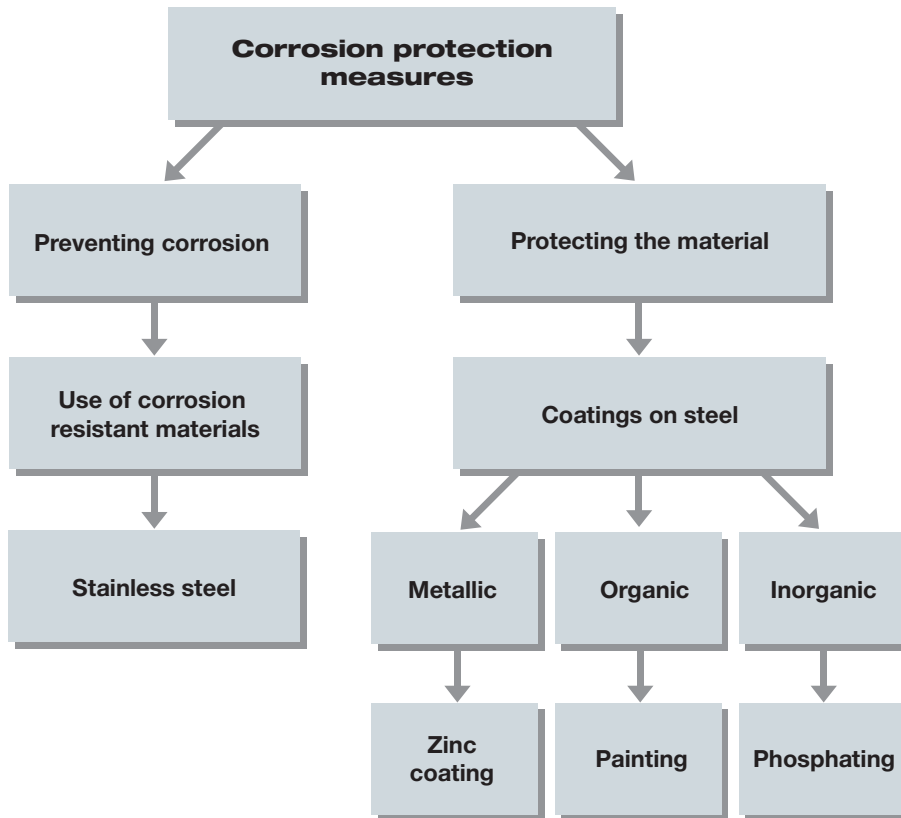 Corrosion protection
measures
Preventing corrosion
Protecting the material
Use of corrosion
resistant materials
Coatings on steel
Stainless steel
Metallic
Organic
Inorganic
Zinc
coating
Painting
Phosphating